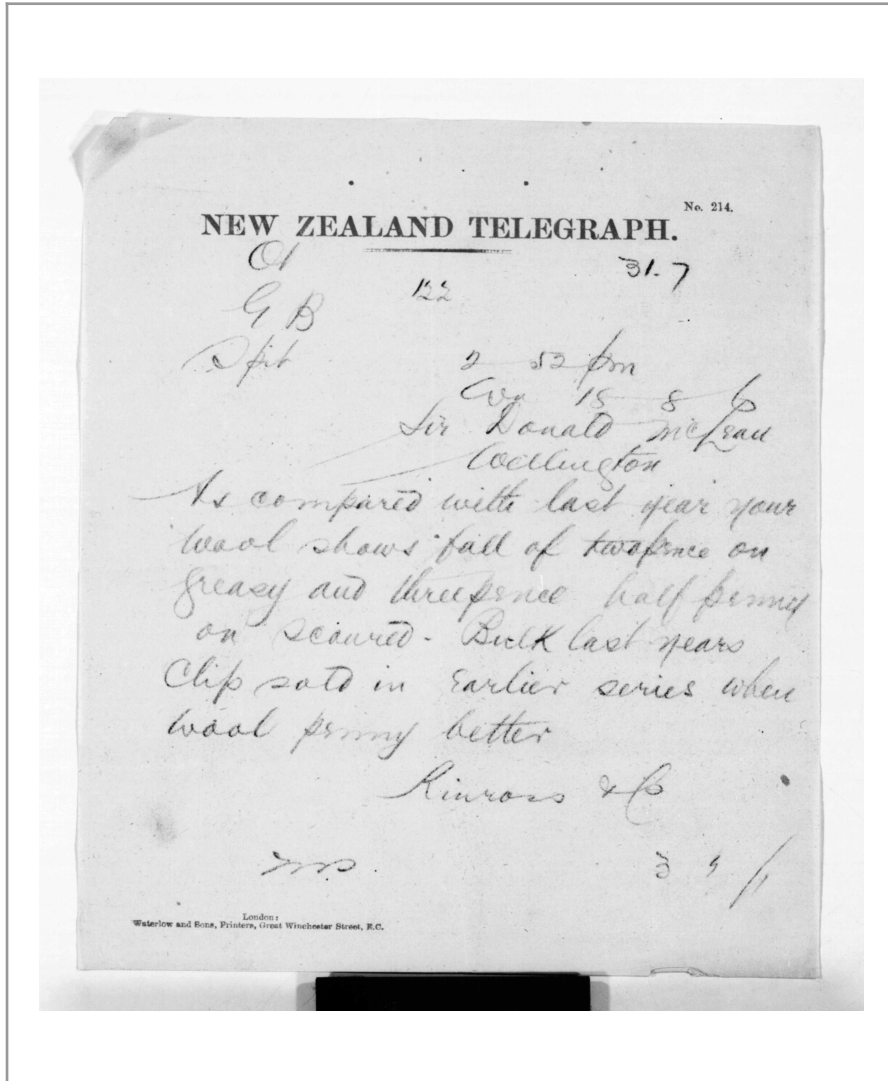 No. 214.
NEW ZEALAND TELEGRAPH.
31.7
122
G B
Spit 2 52 pm
18 8
Sir Donald McLean
Wellington
As compared with last year your
wool shows fall of twopence on
greasy and threepence half penny
on scoured. Bulk last years
Clip sold in Earlier series when
wool penny better
Kinross & Co
London:
Waterlow and Sons, Printers, Great Winchester Street, E.C.